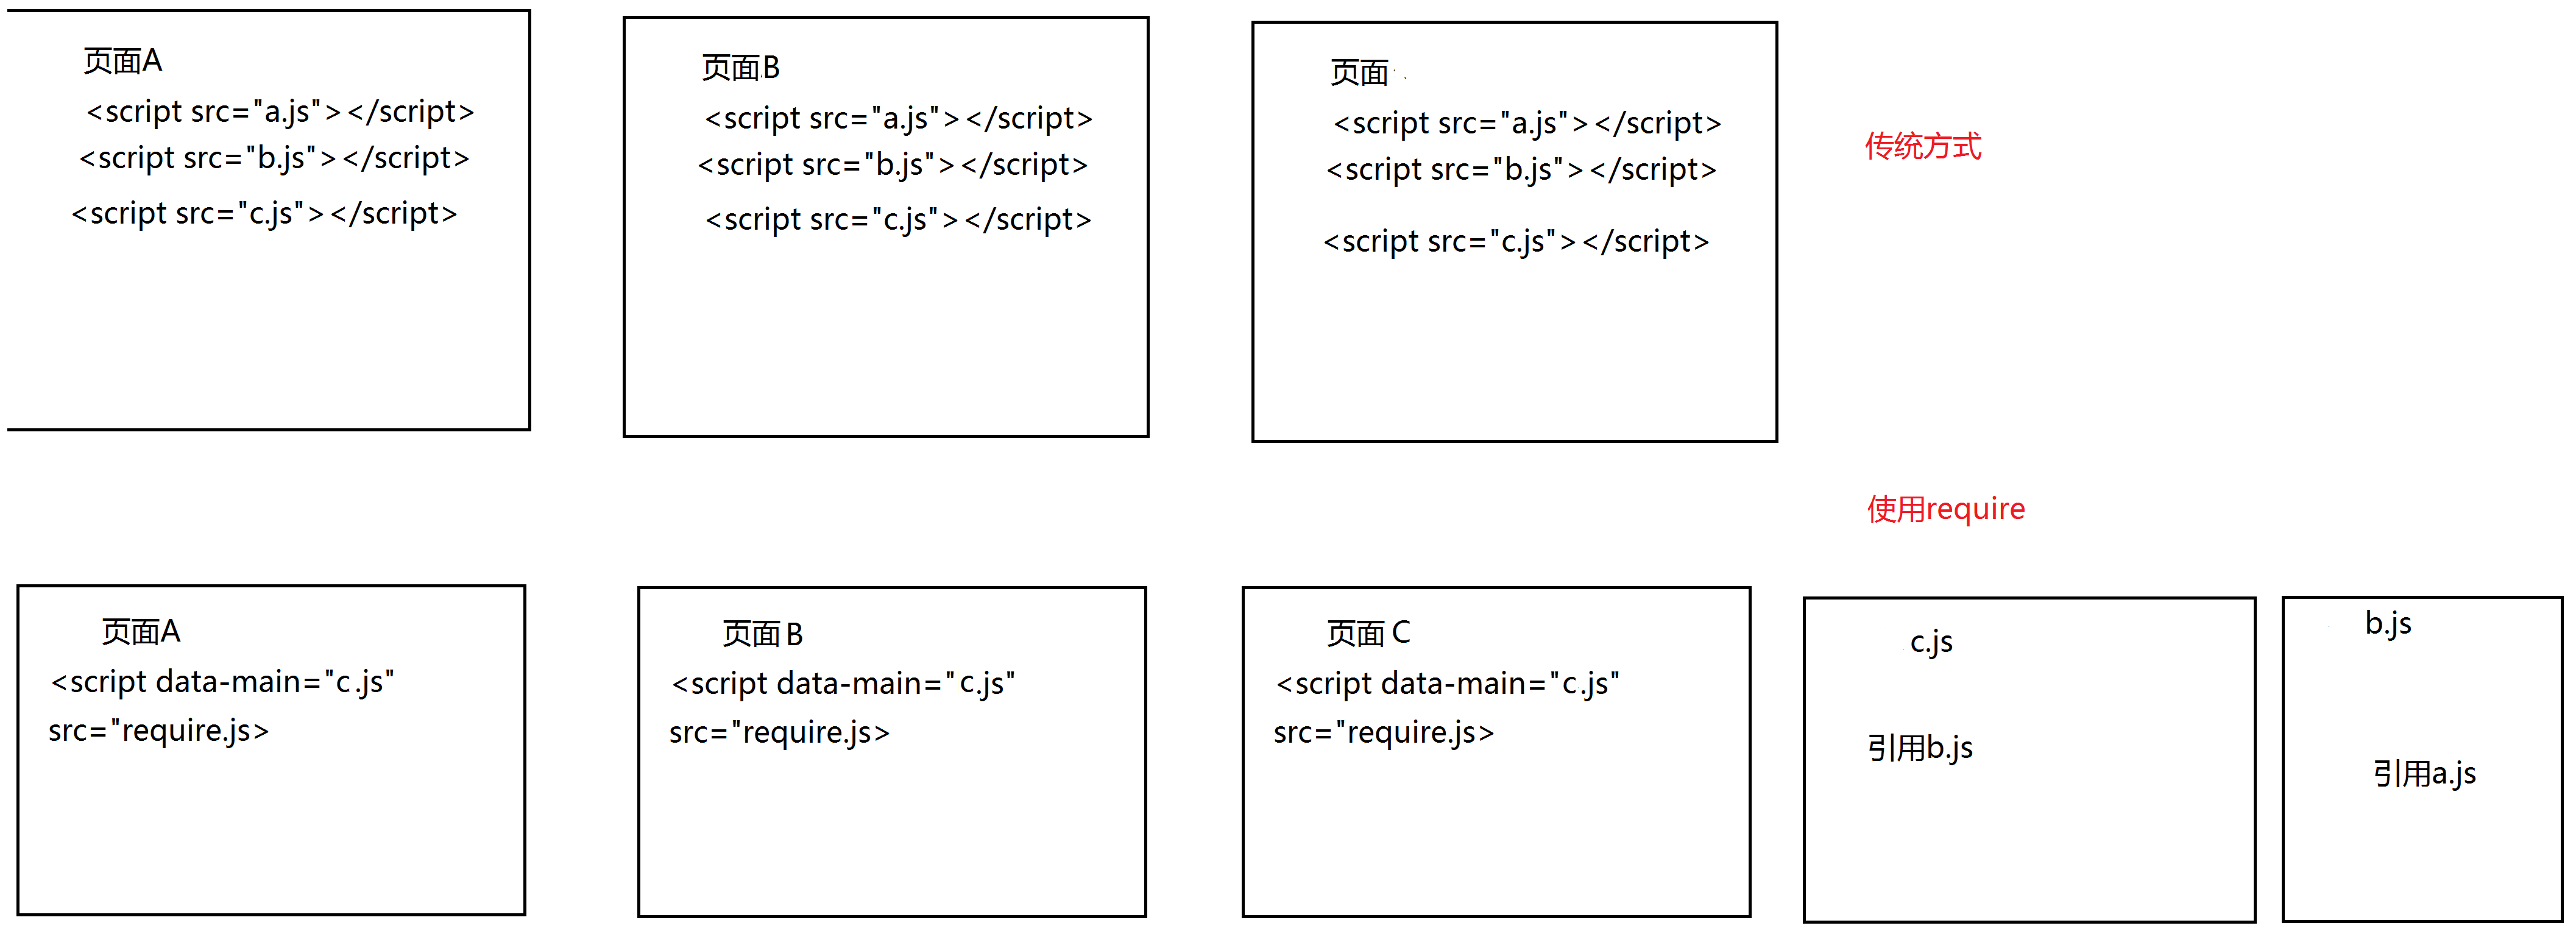 页面A
<script src="a.js"></script>
<script src="b.js"></script>
<script src="c.js"></script>
页面B
<script src="a.js"></script>
<script src="b.js"></script>
<script src="c.js"></script>
页面
<script src="a.js"></script>
<script src="b.js"></script>
<script src="c.js"></script>
传统方式
使用require
页面A
<script data-main="c.js"
src="require.js>
页面B
<script data-main="c.js"
src="require.js>
页面C
<script data-main="c.js"
src="require.js>
c.js
引用b.js
b.js
引用a.js